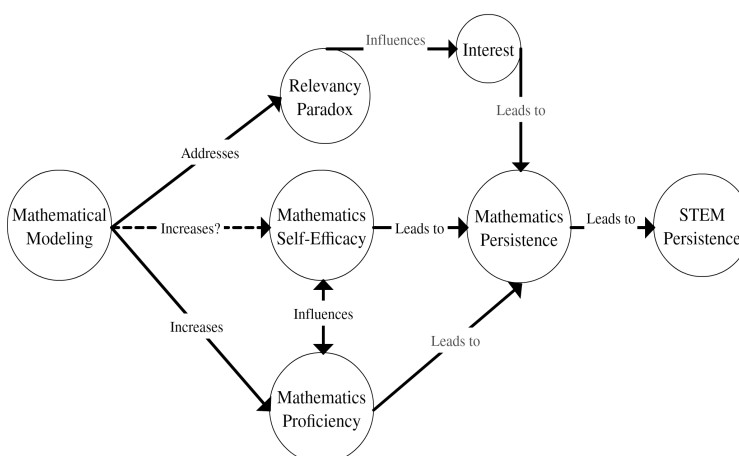 Influences
Interest
Relevancy
Paradox
Leads to
Addresses
Mathematical
Modeling
Increases?
Mathematics
Self-Efficacy
Leads to
Mathematics
Persistence
Leads to
STEM
Persistence
Influences
Increases
Leads to
Mathematics
Proficiency